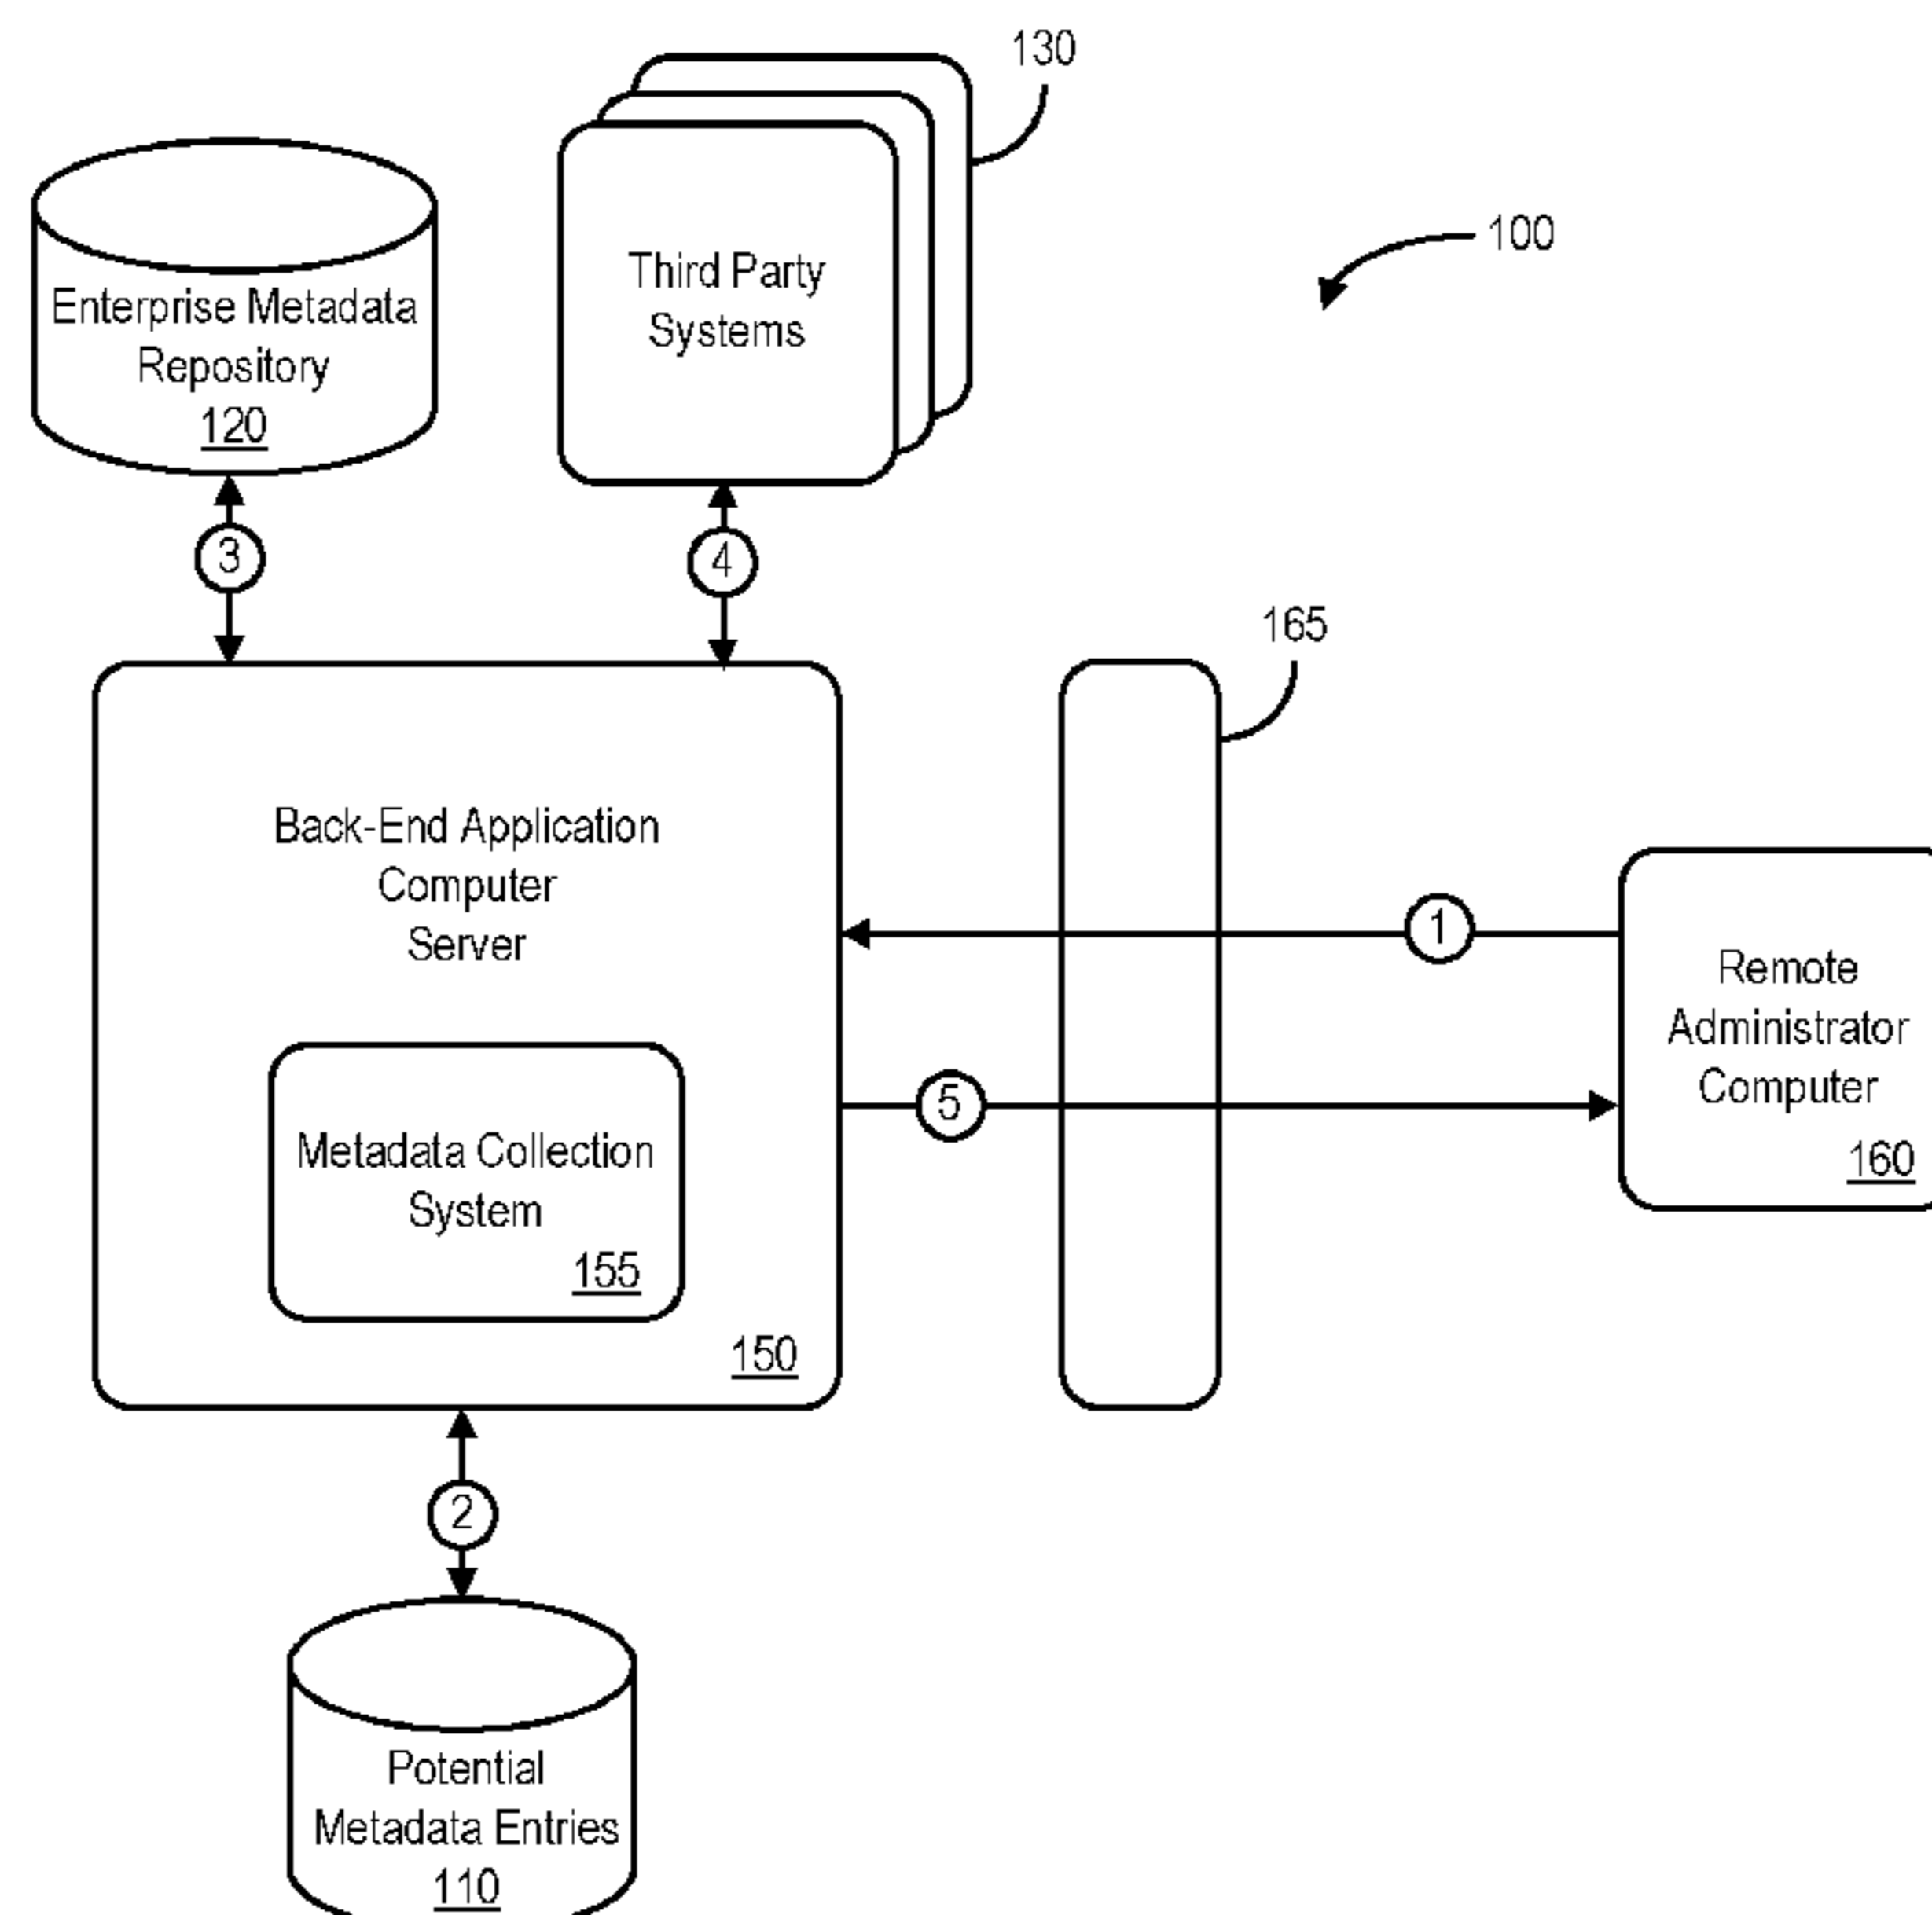 130
100
Third Party
Systems
Enterprise Metadata
Repository
120
3
4
165
Back-End Application
Computer
Server
1
Remote
Administrator
Computer
160
5
Metadata Collection
System
155
150
2
Potential
Metadata Entries
110